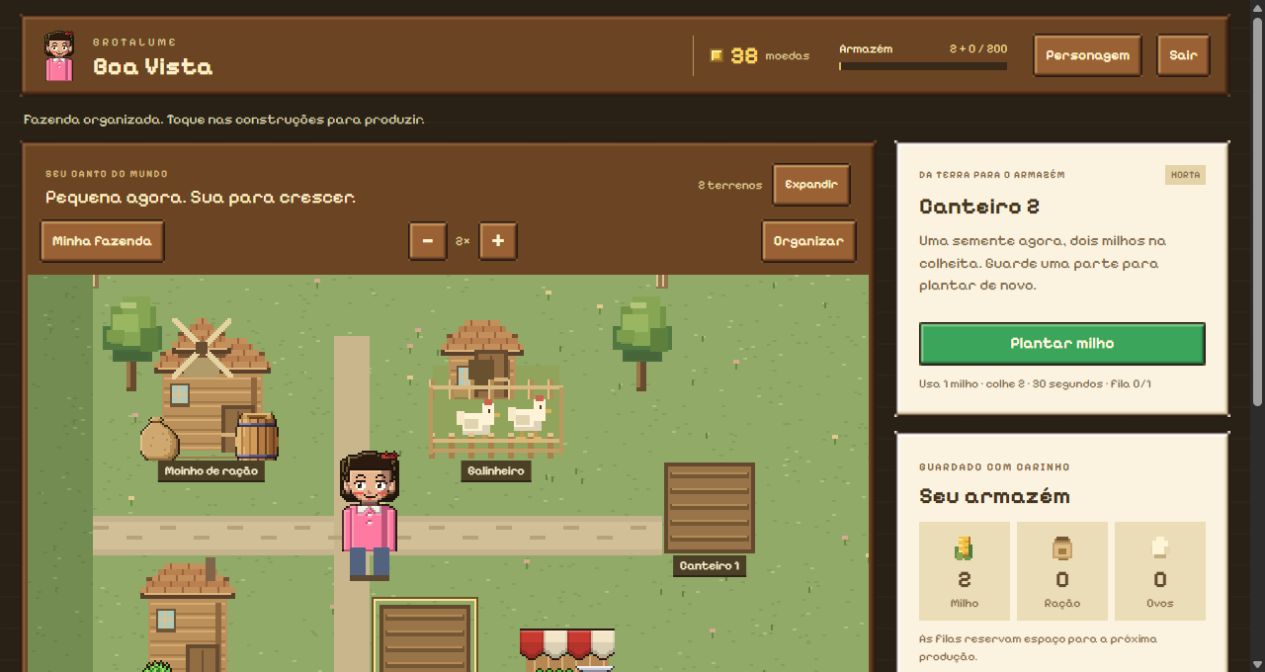 BROTALUME
Boa Vista
38 moedas
Armazém 2 + 0 / 200
Personagem
Sair
Fazenda organizada. Toque nas construções para produzir.
SEU CANTO DO MUNDO
Pequena agora. Sua para crescer.
2 terrenos
Expandir
Minha fazenda
−
2×
+
Organizar
Moinho de ração
Galinheiro
Canteiro 1
DA TERRA PARA O ARMAZÉM
HORTA
Canteiro 2
Uma semente agora, dois milhos na
colheita. Guarde uma parte para
plantar de novo.
Plantar milho
Usa 1 milho · colhe 2 · 30 segundos · Fila 0/1
GUARDADO COM CARINHO
Seu armazém
2
Milho
0
Ração
0
Ovos
As filas reservam espaço para a próxima
produção.